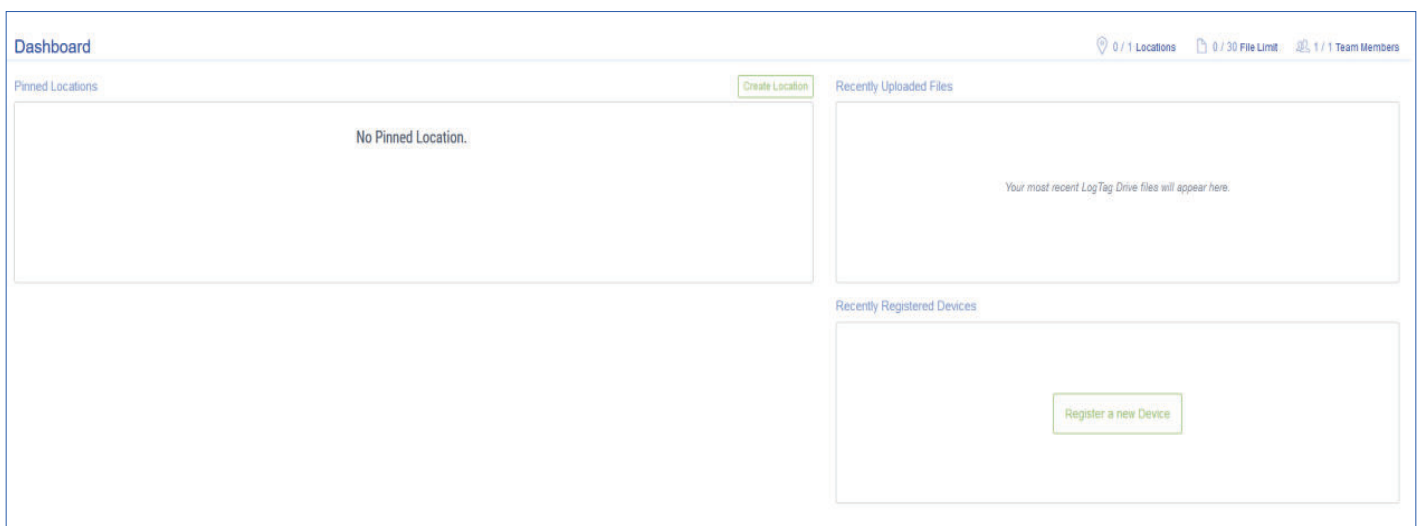 Dashboard
0 / 1 Locations 0 / 30 File Limit 1 / 1 Team Members
Pinned Locations
Create Location
No Pinned Location.
Recently Uploaded Files
Your most recent LogTag Drive files will appear here.
Recently Registered Devices
Register a new Device